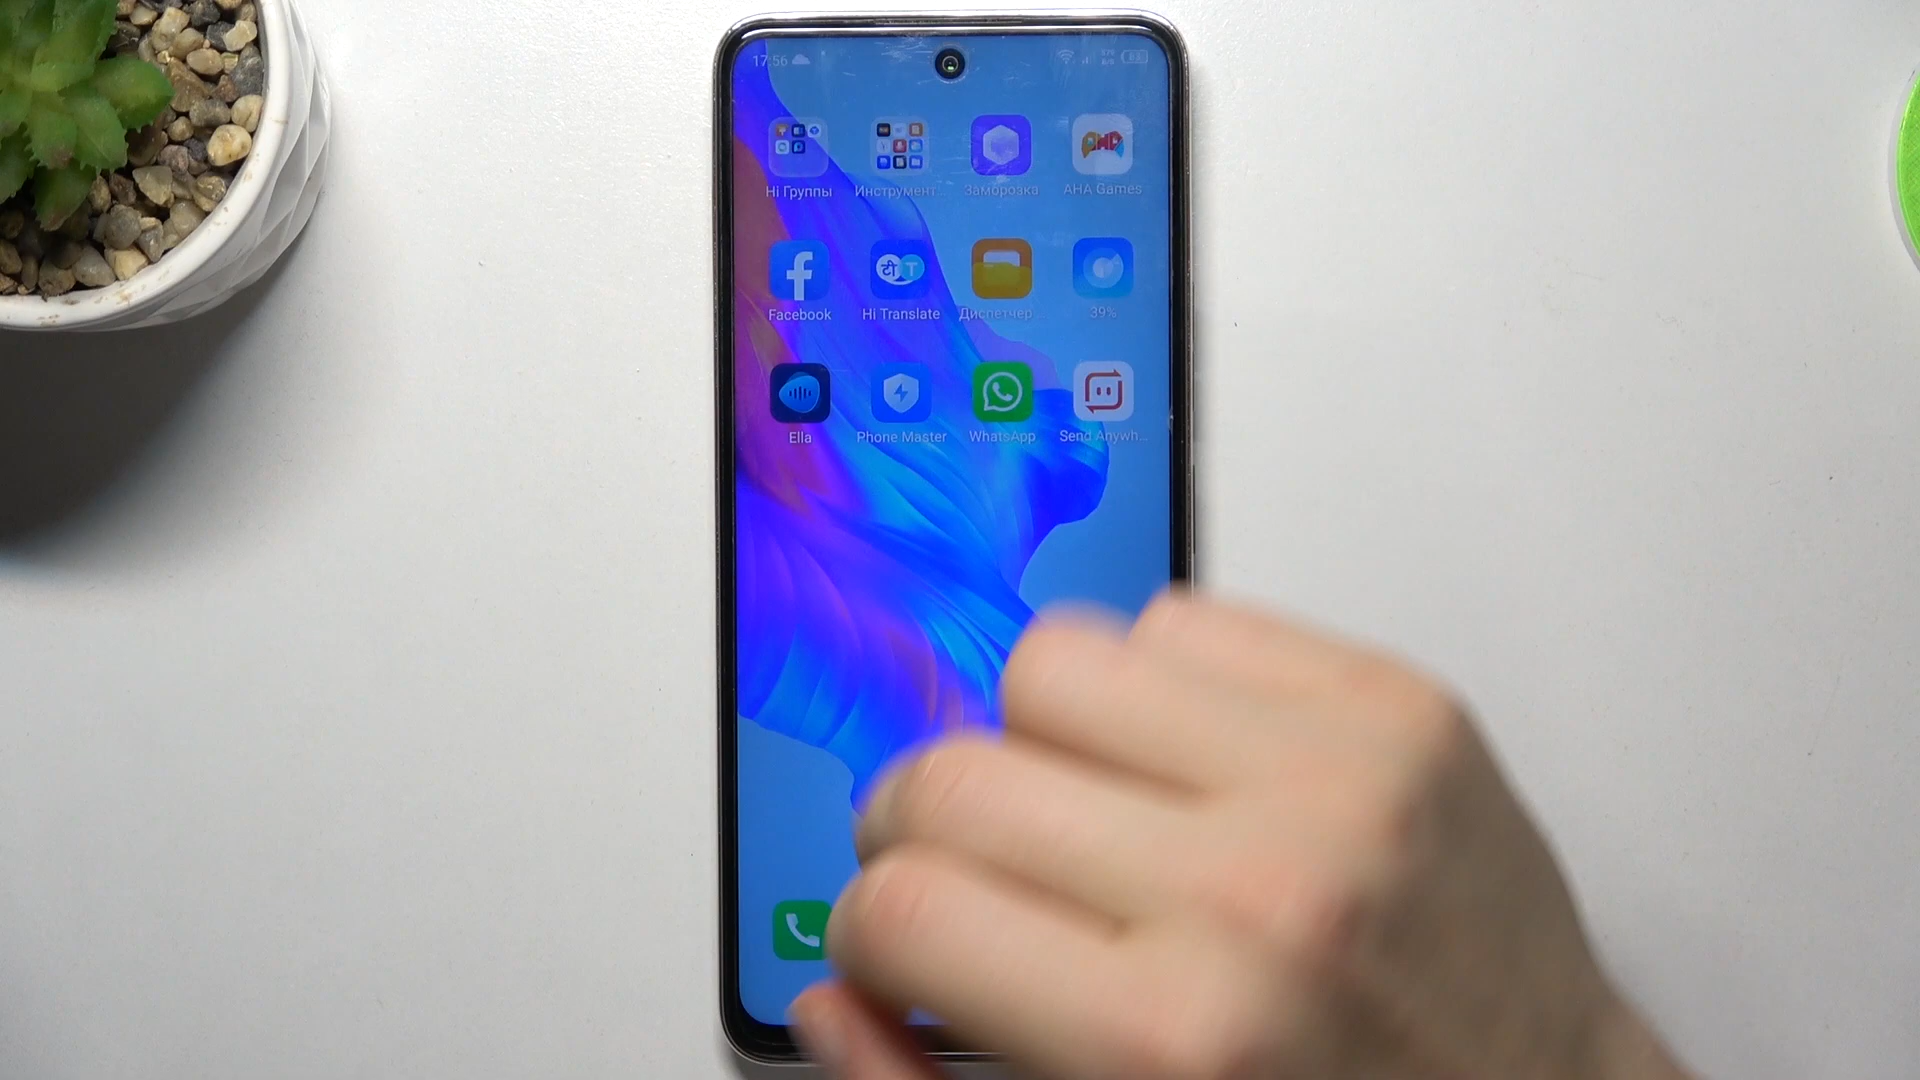 17:56
Hi Группы Инструмент... Заморозка AHA Games
Facebook Hi Translate Диспетчер... 39%
Ella Phone Master WhatsApp Send Anywh...